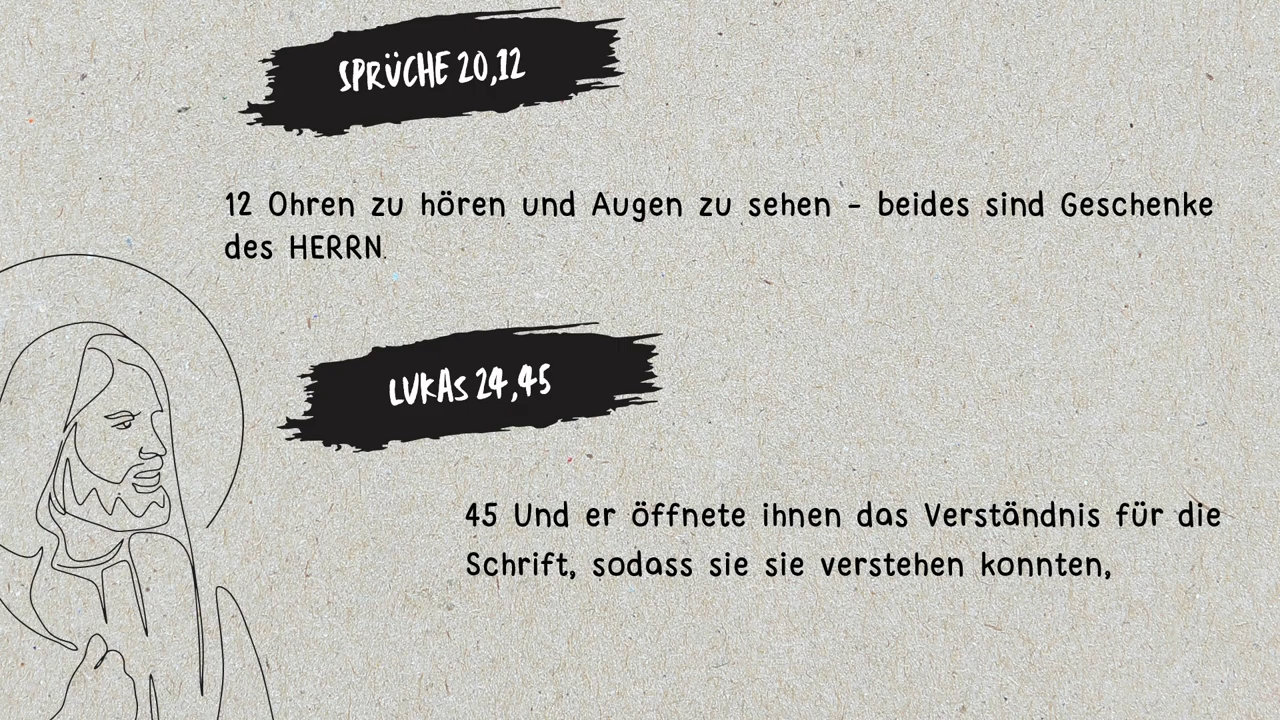 SPRÜCHE 20,12
12 Ohren zu hören und Augen zu sehen - beides sind Geschenke
des HERRN.
LUKAS 24,45
45 Und er öffnete ihnen das Verständnis für die
Schrift, sodass sie sie verstehen konnten,